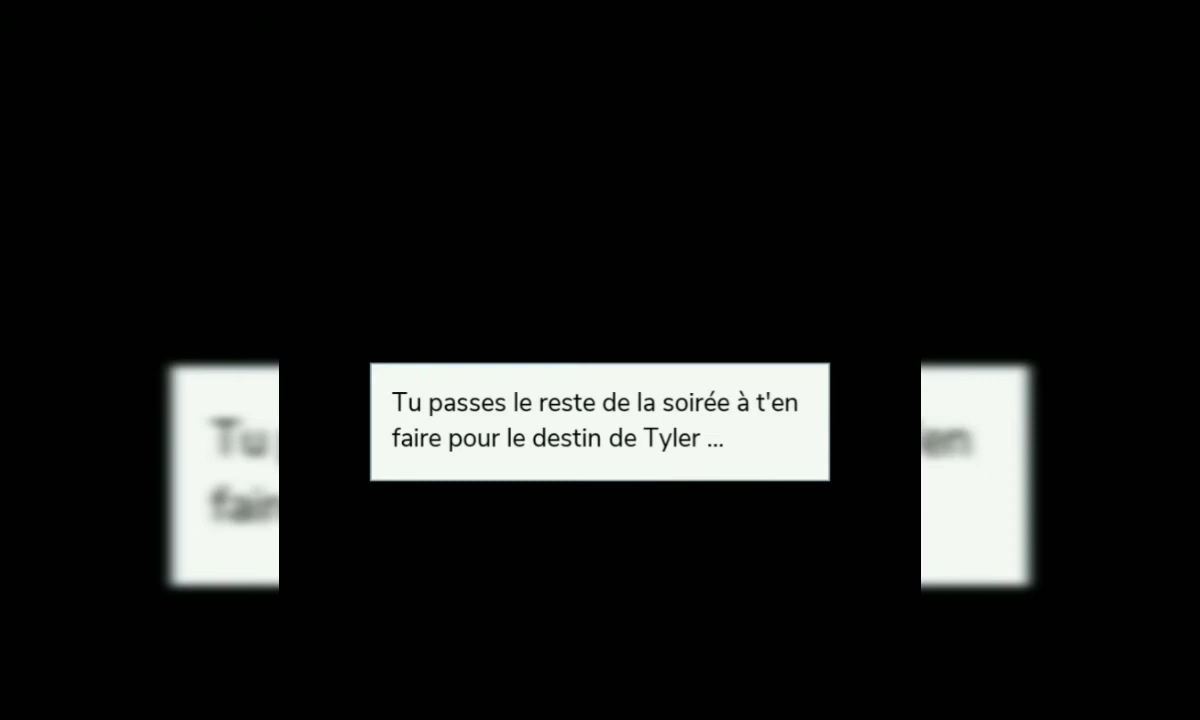 Tu passes le reste de la soirée à t'en
faire pour le destin de Tyler ...